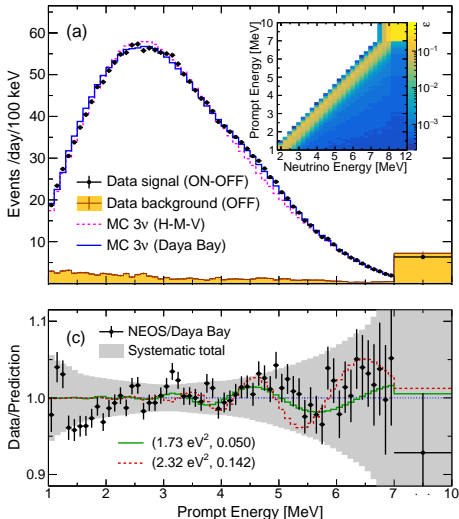 (a)
Events /day/100 keV
60
50
40
30
20
10
Data signal (ON-OFF)
Data background (OFF)
MC 3ν (H-M-V)
MC 3ν (Daya Bay)
Prompt Energy [MeV]
10
8
7
6
5
4
3
2
1
2 3 4 5 6 7 8 12
Neutrino Energy [MeV]
ε
10⁻¹
10⁻²
10⁻³
(c)
NEOS/Daya Bay
Systematic total
Data/Prediction
1.1
1.0
0.9
(1.73 eV², 0.050)
(2.32 eV², 0.142)
1 2 3 4 5 6 7 10
Prompt Energy [MeV]